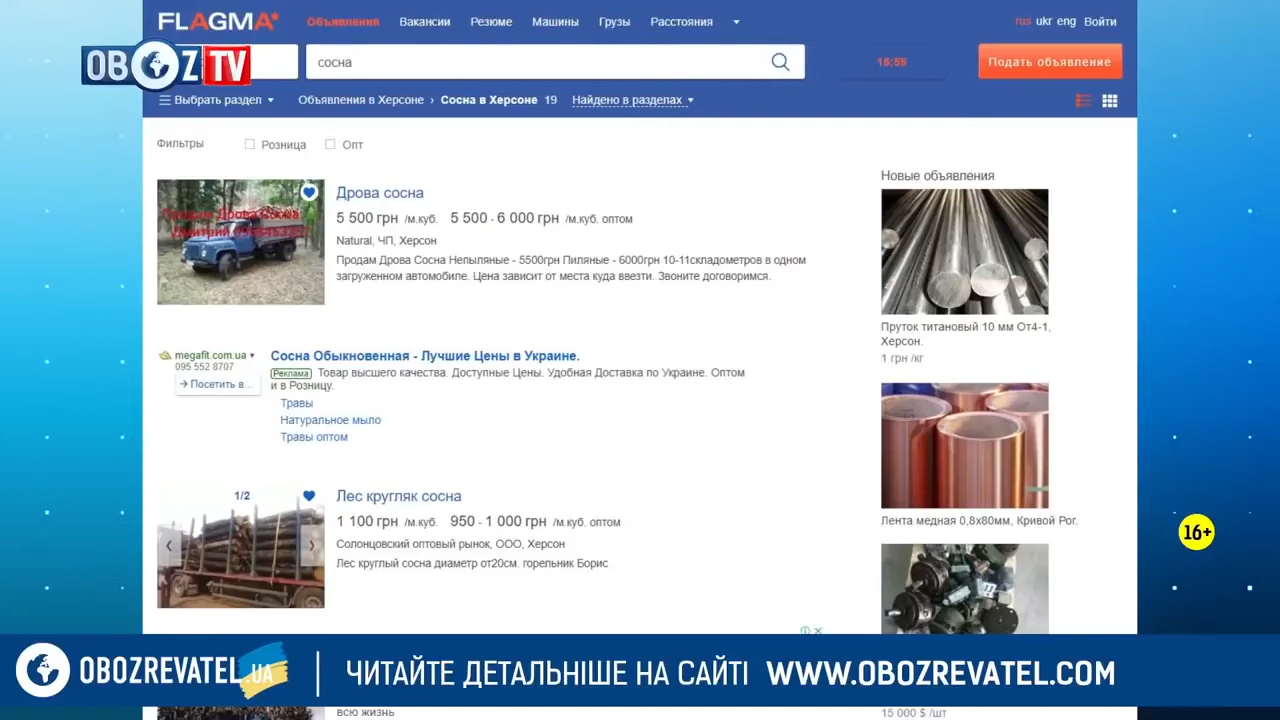 FLAGMA*
Объявления Вакансии Резюме Машины Грузы Расстояния
rus ukr eng Войти
OBOZ TV
сосна
16:55
Подать объявление
Выбрать раздел
Объявления в Херсоне › Сосна в Херсоне 19 Найдено в разделах
Фильтры Розница Опт
Дрова сосна
5 500 грн /м.куб. 5 500 - 6 000 грн /м.куб. оптом
Natural, ЧП, Херсон
Продам Дрова Сосна Непыляные - 5500грн Пиляные - 6000грн 10-11складометров в одном
загруженном автомобиле. Цена зависит от места куда ввезти. Звоните договоримся.
megafit.com.ua
095 552 8707
Посетить в...
Сосна Обыкновенная - Лучшие Цены в Украине.
Реклама Товар высшего качества. Доступные Цены. Удобная Доставка по Украине. Оптом
и в Розницу.
Травы
Натуральное мыло
Травы оптом
1/2
Лес кругляк сосна
1 100 грн /м.куб. 950 - 1 000 грн /м.куб. оптом
Солонцовский оптовый рынок, ООО, Херсон
Лес круглый сосна диаметр от20см. горельник Борис
Новые объявления
Пруток титановый 10 мм От4-1,
Херсон.
1 грн /кг
Лента медная 0,8х80мм, Кривой Рог.
16+
OBOZREVATEL.UA
ЧИТАЙТЕ ДЕТАЛЬНІШЕ НА САЙТІ WWW.OBOZREVATEL.COM
всю жизнь
15 000 $ /шт